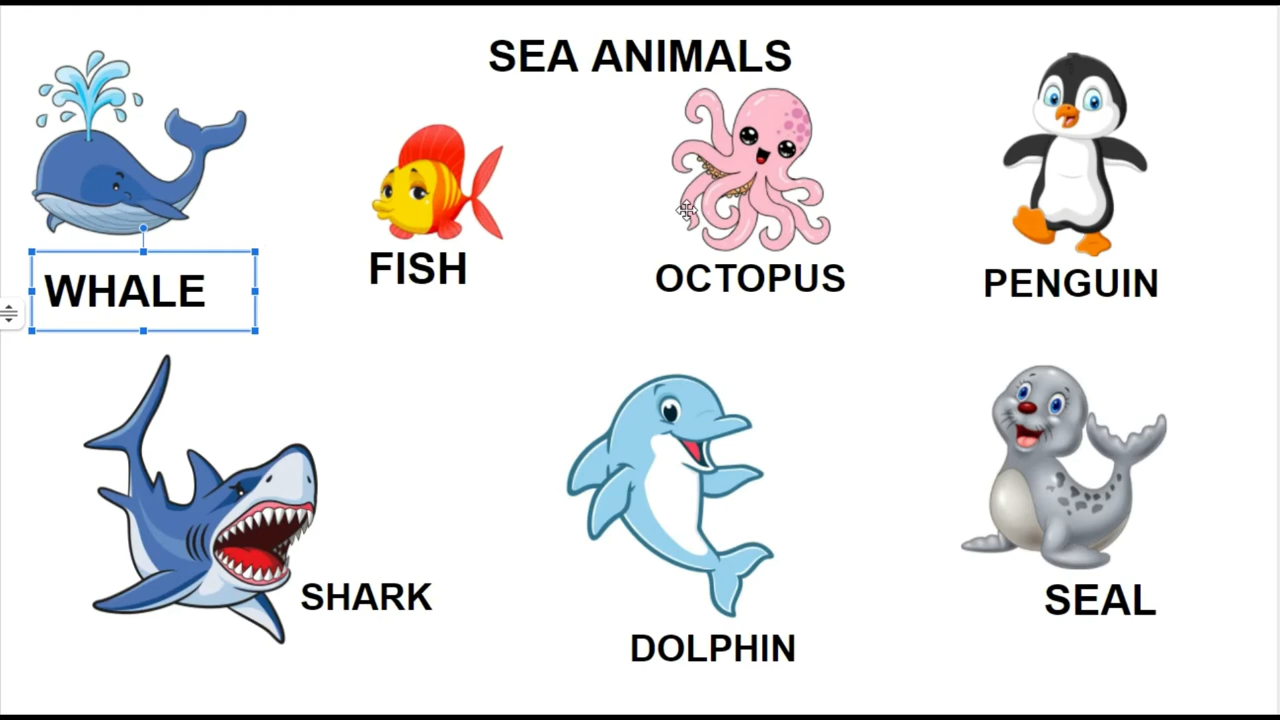 SEA ANIMALS
WHALE
FISH
OCTOPUS
PENGUIN
SHARK
DOLPHIN
SEAL